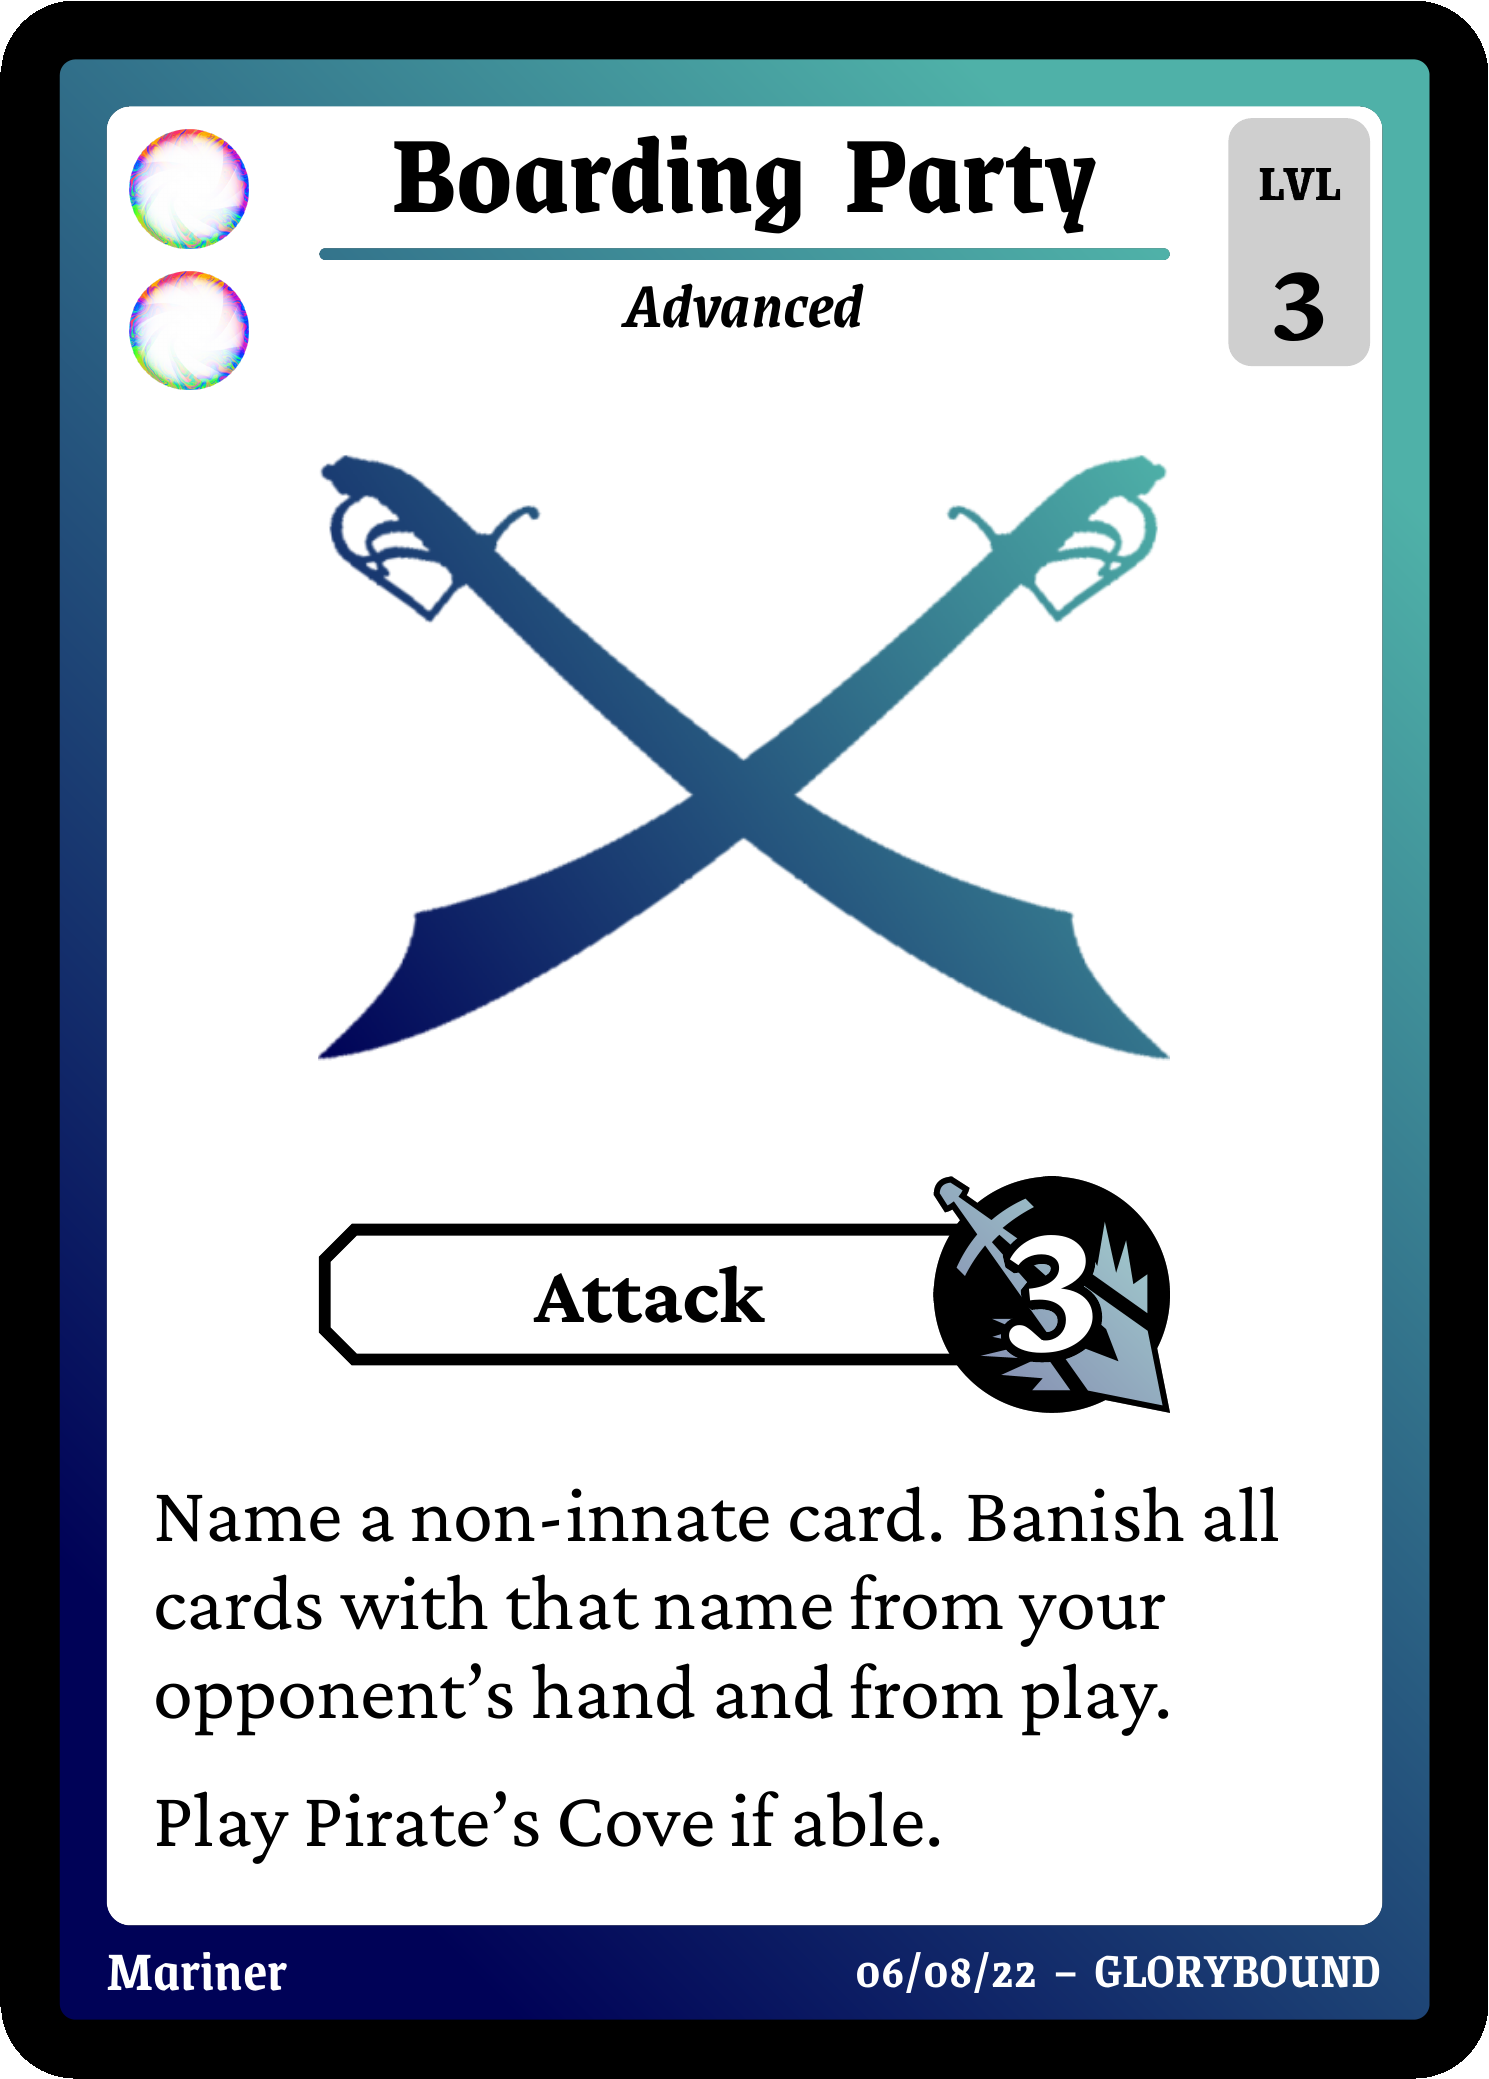 Boarding Party
LVL
3
Advanced
Attack
3
Name a non-innate card. Banish all
cards with that name from your
opponent’s hand and from play.
Play Pirate’s Cove if able.
Mariner
06/08/22 – GLORYBOUND